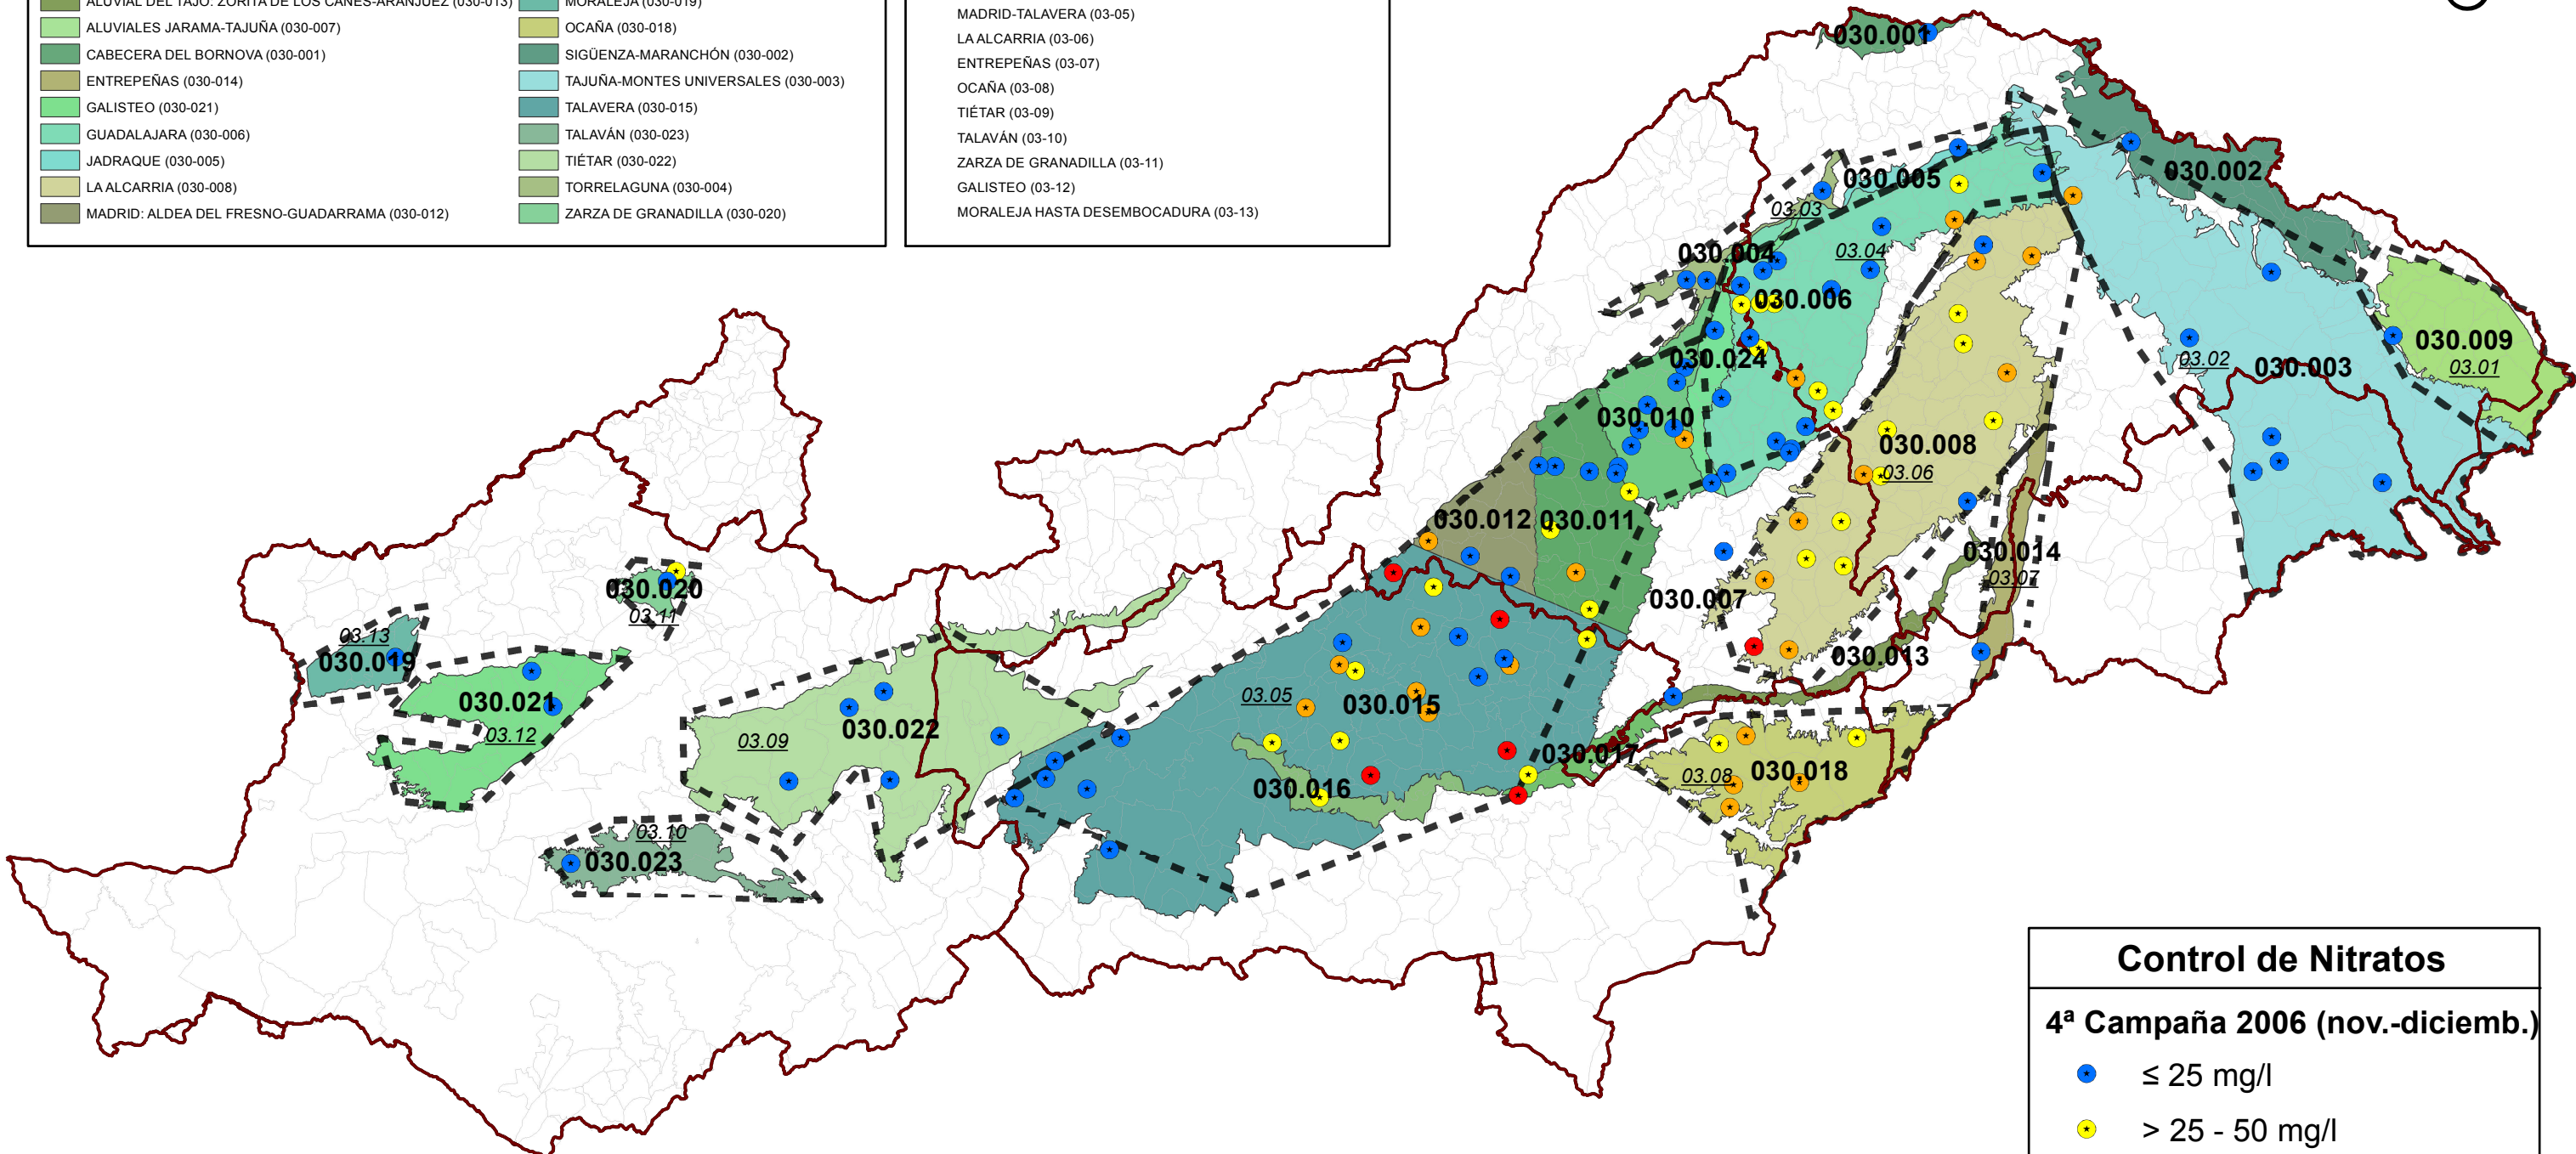 ALUVIAL DEL TAJO: ZORITA DE LOS CANES-ARANJUEZ (030-013)
ALUVIALES JARAMA-TAJUÑA (030-007)
CABECERA DEL BORNOVA (030-001)
ENTREPEÑAS (030-014)
GALISTEO (030-021)
GUADALAJARA (030-006)
JADRAQUE (030-005)
LA ALCARRIA (030-008)
MADRID: ALDEA DEL FRESNO-GUADARRAMA (030-012)
MORALEJA (030-019)
OCAÑA (030-018)
SIGÜENZA-MARANCHÓN (030-002)
TAJUÑA-MONTES UNIVERSALES (030-003)
TALAVERA (030-015)
TALAVÁN (030-023)
TIÉTAR (030-022)
TORRELAGUNA (030-004)
ZARZA DE GRANADILLA (030-020)
MADRID-TALAVERA (03-05)
LA ALCARRIA (03-06)
ENTREPEÑAS (03-07)
OCAÑA (03-08)
TIÉTAR (03-09)
TALAVÁN (03-10)
ZARZA DE GRANADILLA (03-11)
GALISTEO (03-12)
MORALEJA HASTA DESEMBOCADURA (03-13)
030.001
030.002
030.005
03.03
030.004
03.04
030.006
030.009
03.01
03.02
030.003
030.024
030.010
030.008
03.06
030.012
030.011
030.014
03.07
030.007
030.020
03.11
03.13
030.019
030.013
030.021
03.12
03.05
030.015
03.09
030.022
030.017
03.08
030.018
030.016
03.10
030.023
Control de Nitratos
4ª Campaña 2006 (nov.-diciemb.)
≤ 25 mg/l
> 25 - 50 mg/l